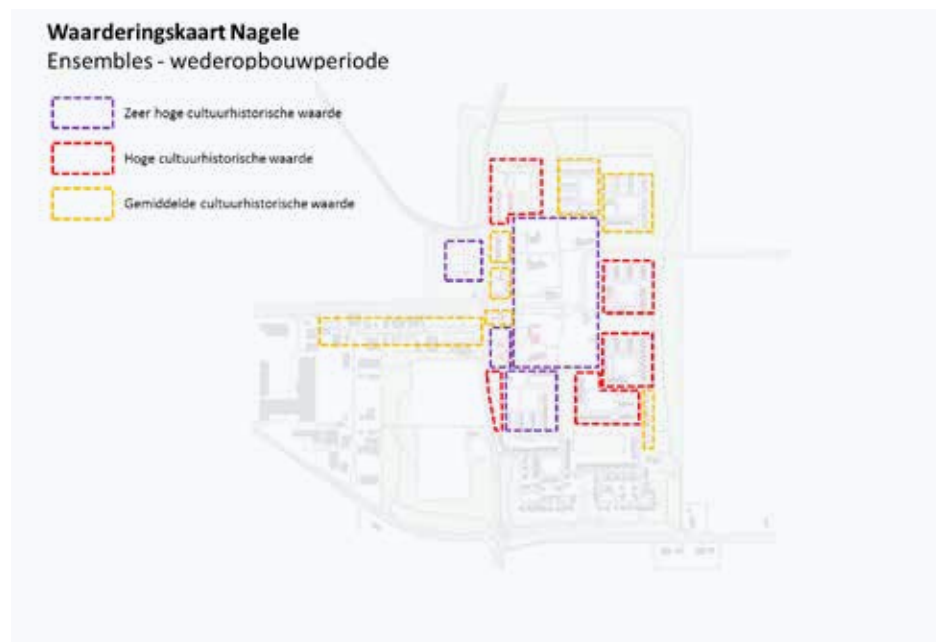 Waarderingskaart Nagele
Ensembles - wederopbouwperiode
Zeer hoge cultuurhistorische waarde
Hoge cultuurhistorische waarde
Gemiddelde cultuurhistorische waarde